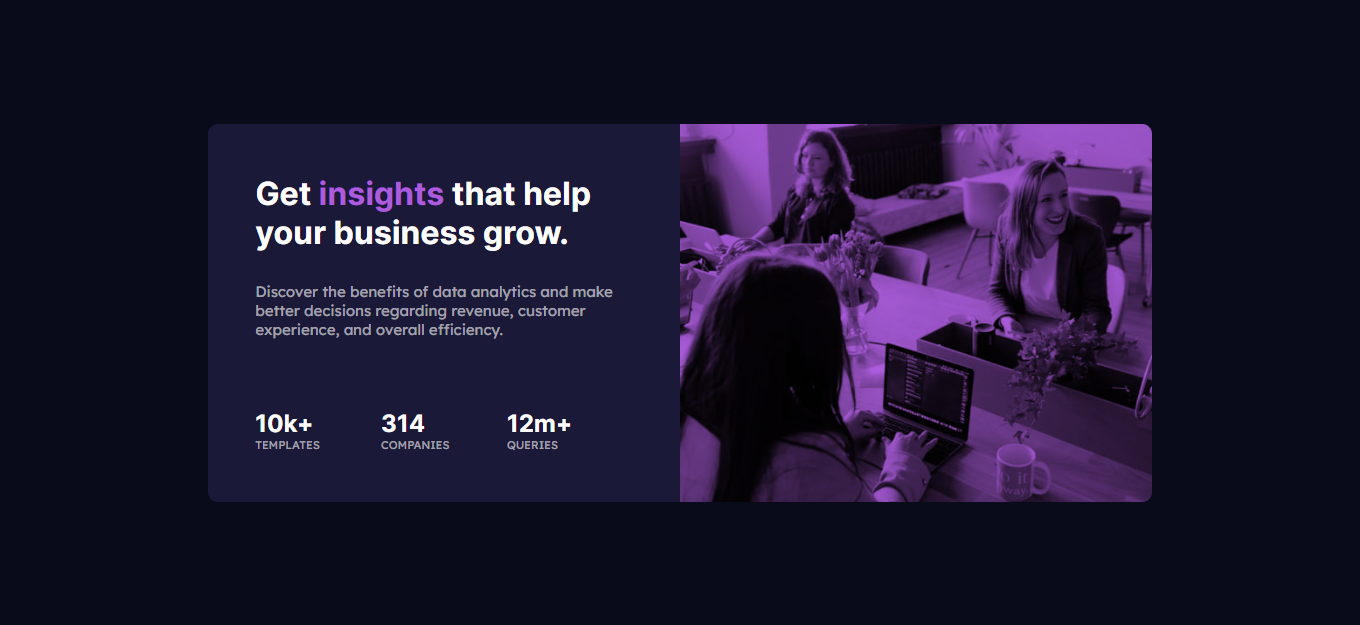 Get insights that help
your business grow.
Discover the benefits of data analytics and make
better decisions regarding revenue, customer
experience, and overall efficiency.
10k+ 314 12m+
TEMPLATES COMPANIES QUERIES